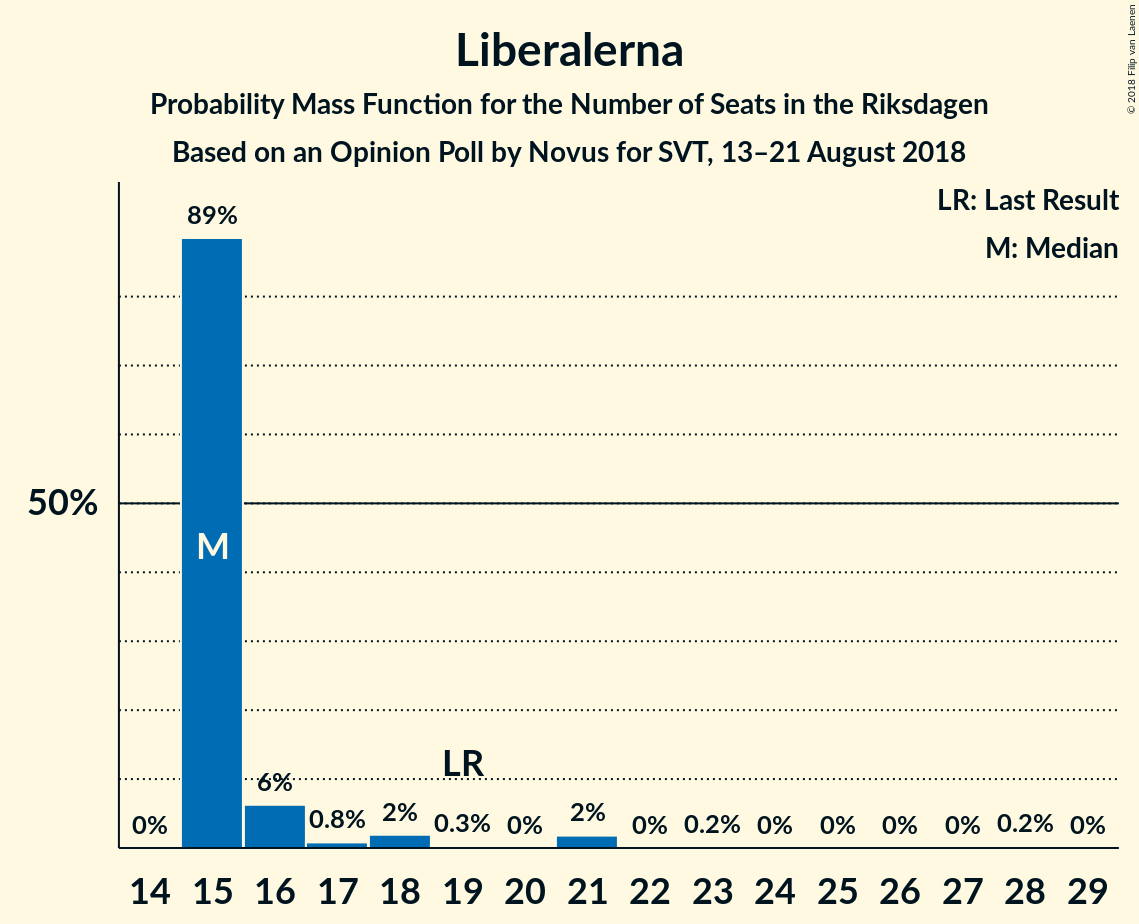 © 2018 Filip van Laenen
Liberalerna
Probability Mass Function for the Number of Seats in the Riksdagen
Based on an Opinion Poll by Novus for SVT, 13–21 August 2018
LR: Last Result
M: Median
50%
89%
M
LR
0% 6% 0.8% 2% 0.3% 0% 2% 0% 0.2% 0% 0% 0% 0% 0.2% 0%
14 15 16 17 18 19 20 21 22 23 24 25 26 27 28 29